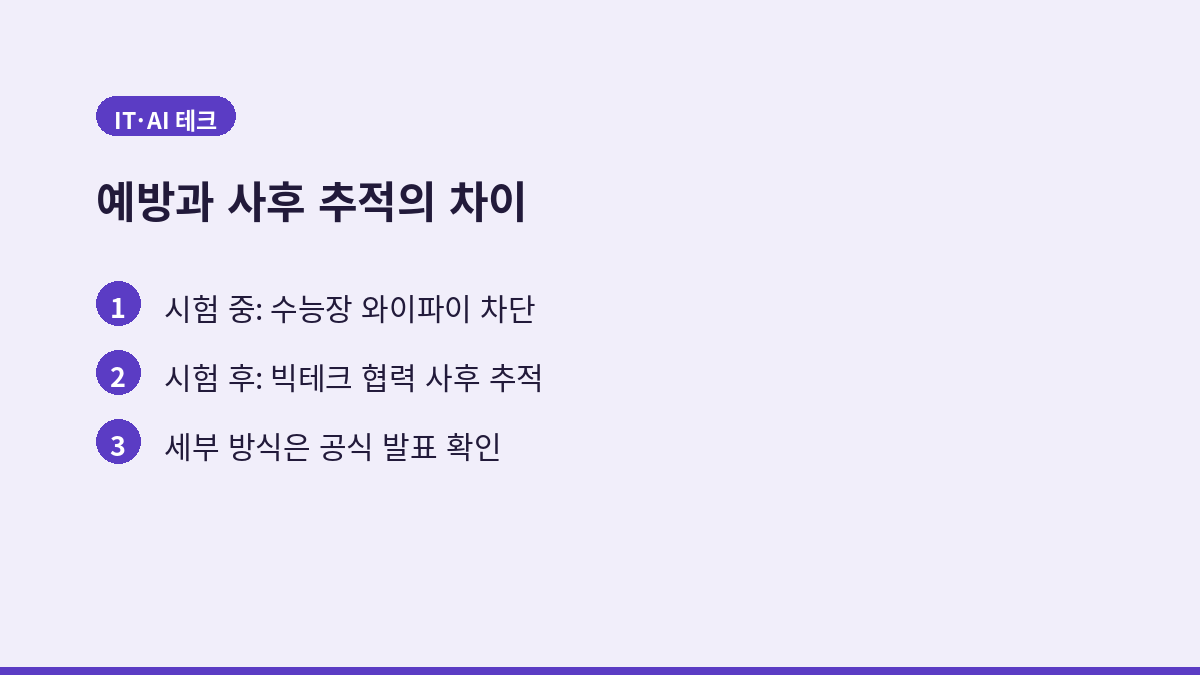 IT·AI 테크
예방과 사후 추적의 차이
1 시험 중: 수능장 와이파이 차단
2 시험 후: 빅테크 협력 사후 추적
3 세부 방식은 공식 발표 확인